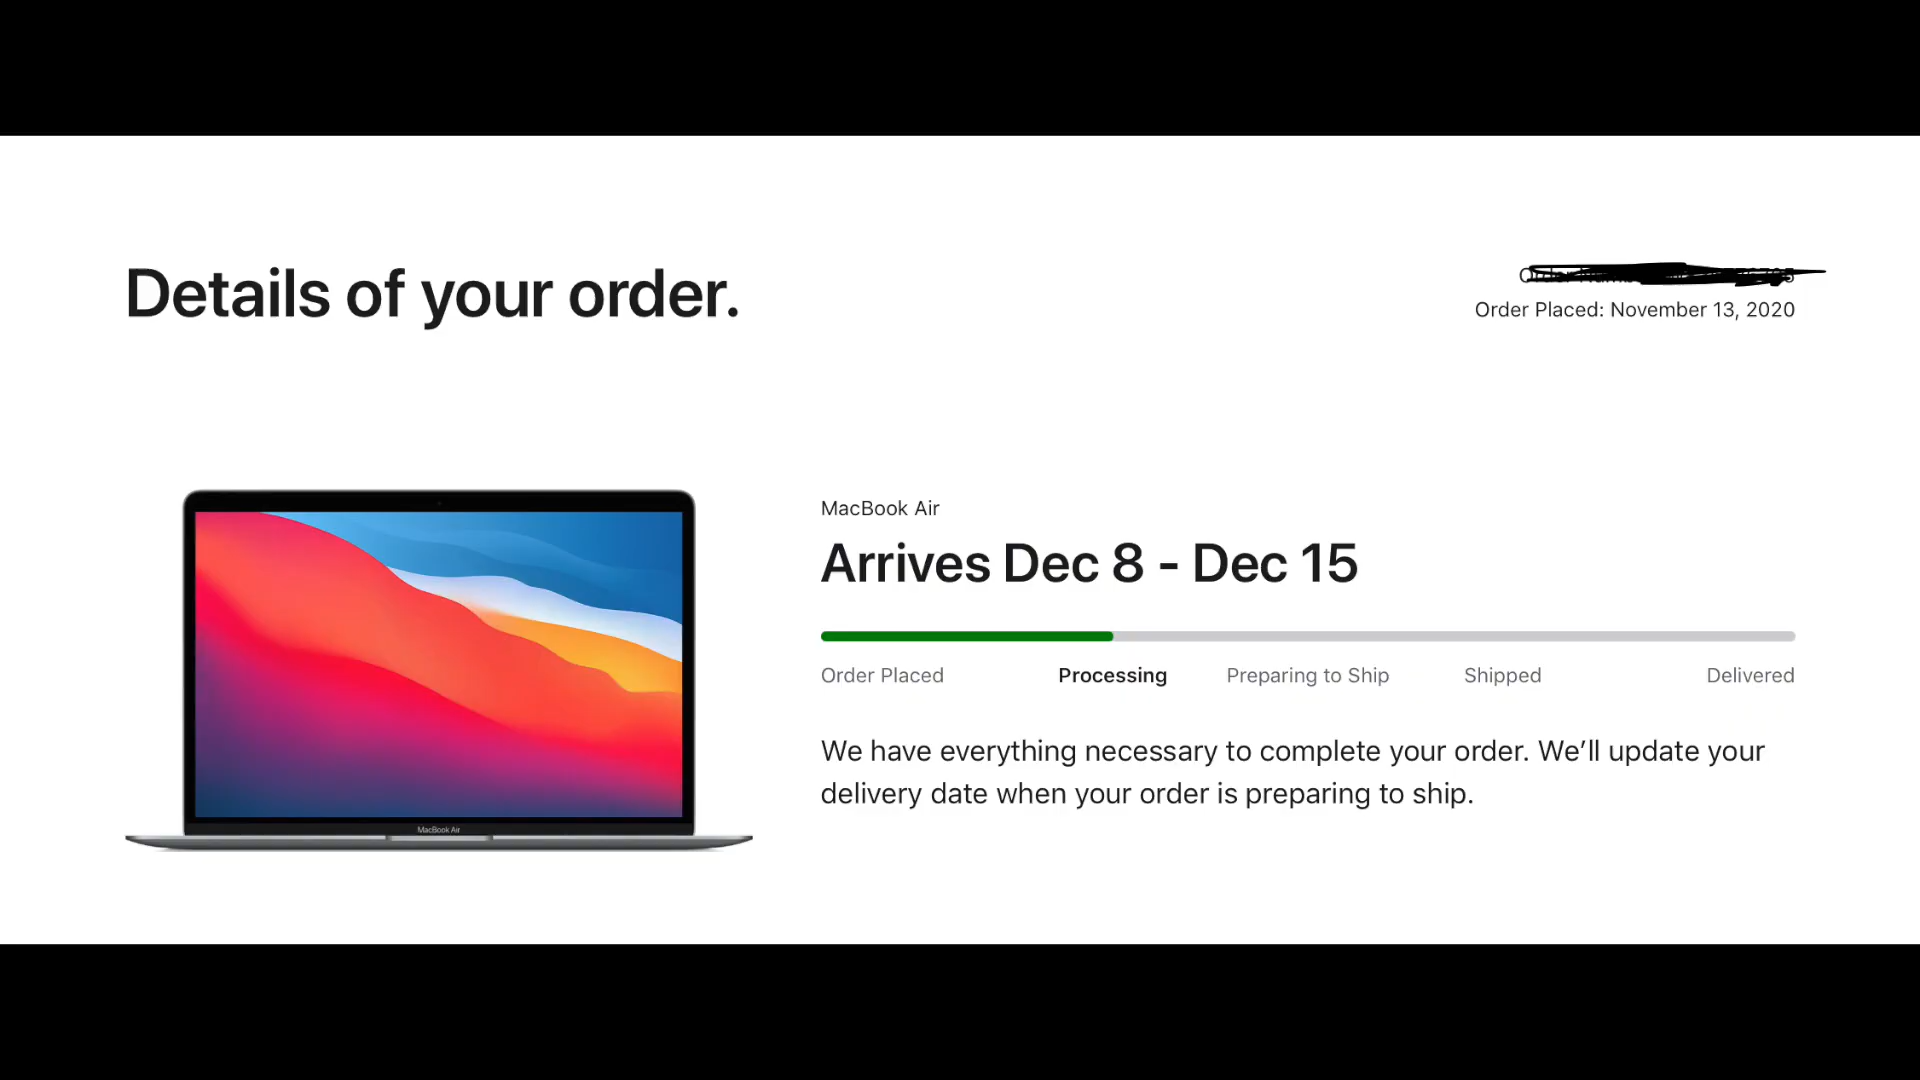 Details of your order.
Order Placed: November 13, 2020
MacBook Air
Arrives Dec 8 - Dec 15
Order Placed Processing Preparing to Ship Shipped Delivered
We have everything necessary to complete your order. We’ll update your
delivery date when your order is preparing to ship.
MacBook Air